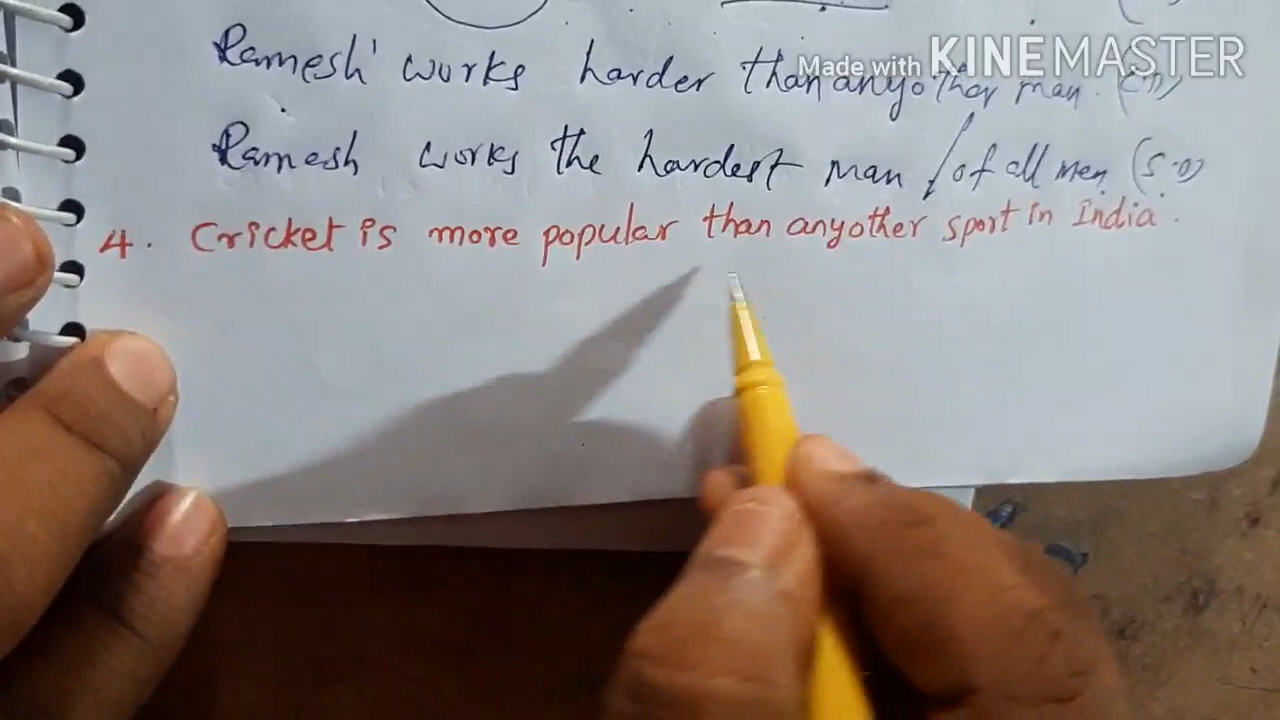 Ramesh works harder than anyother man. (C.D)
Made with KINEMASTER
Ramesh works the hardest man / of all men (S.D)
4. Cricket is more popular than anyother sport in India.